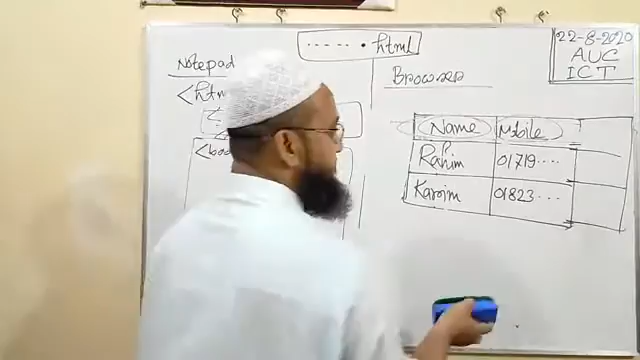 22-8-2020
AUC
ICT
..... . html
Notepad
Browser
Name Mobile
Rahim 01719....
Karim 01823...